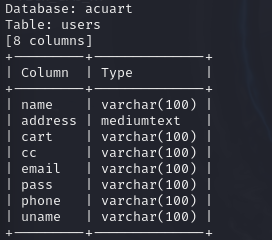 Database: acuart
Table: users
[8 columns]
+---------+--------------+
| Column  | Type         |
+---------+--------------+
| name    | varchar(100) |
| address | mediumtext   |
| cart    | varchar(100) |
| cc      | varchar(100) |
| email   | varchar(100) |
| pass    | varchar(100) |
| phone   | varchar(100) |
| uname   | varchar(100) |
+---------+--------------+